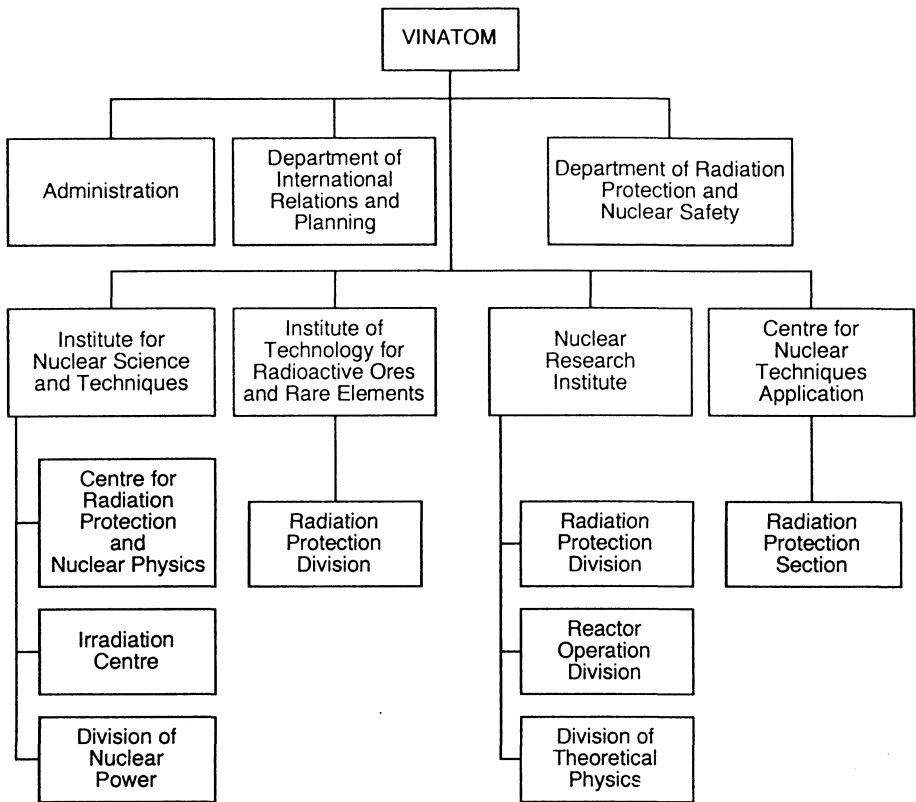 VINATOM
Administration
Department of
International
Relations and
Planning
Department of Radiation
Protection and
Nuclear Safety
Institute for
Nuclear Science
and Techniques
Institute of
Technology for
Radioactive Ores
and Rare Elements
Nuclear
Research
Institute
Centre for
Nuclear
Techniques
Application
Centre for
Radiation
Protection
and
Nuclear Physics
Radiation
Protection
Division
Radiation
Protection
Division
Radiation
Protection
Section
Irradiation
Centre
Reactor
Operation
Division
Division of
Nuclear
Power
Division of
Theoretical
Physics